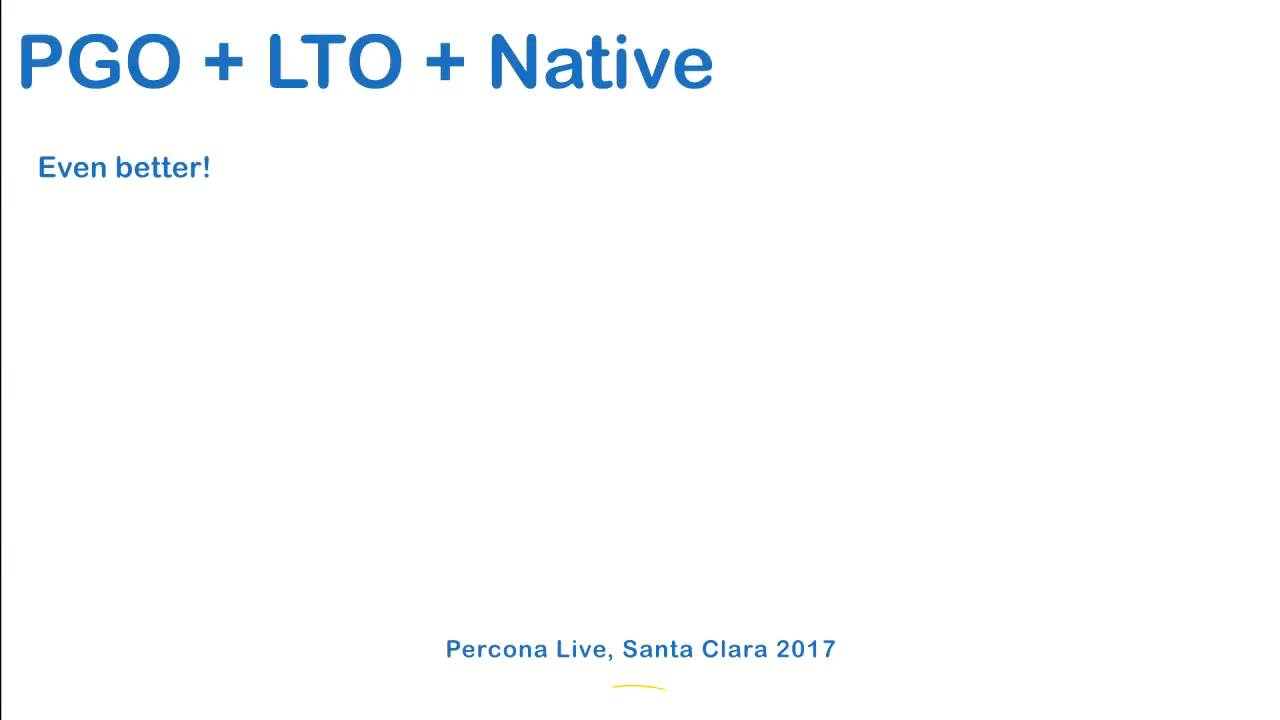 PGO + LTO + Native
Even better!
Percona Live, Santa Clara 2017